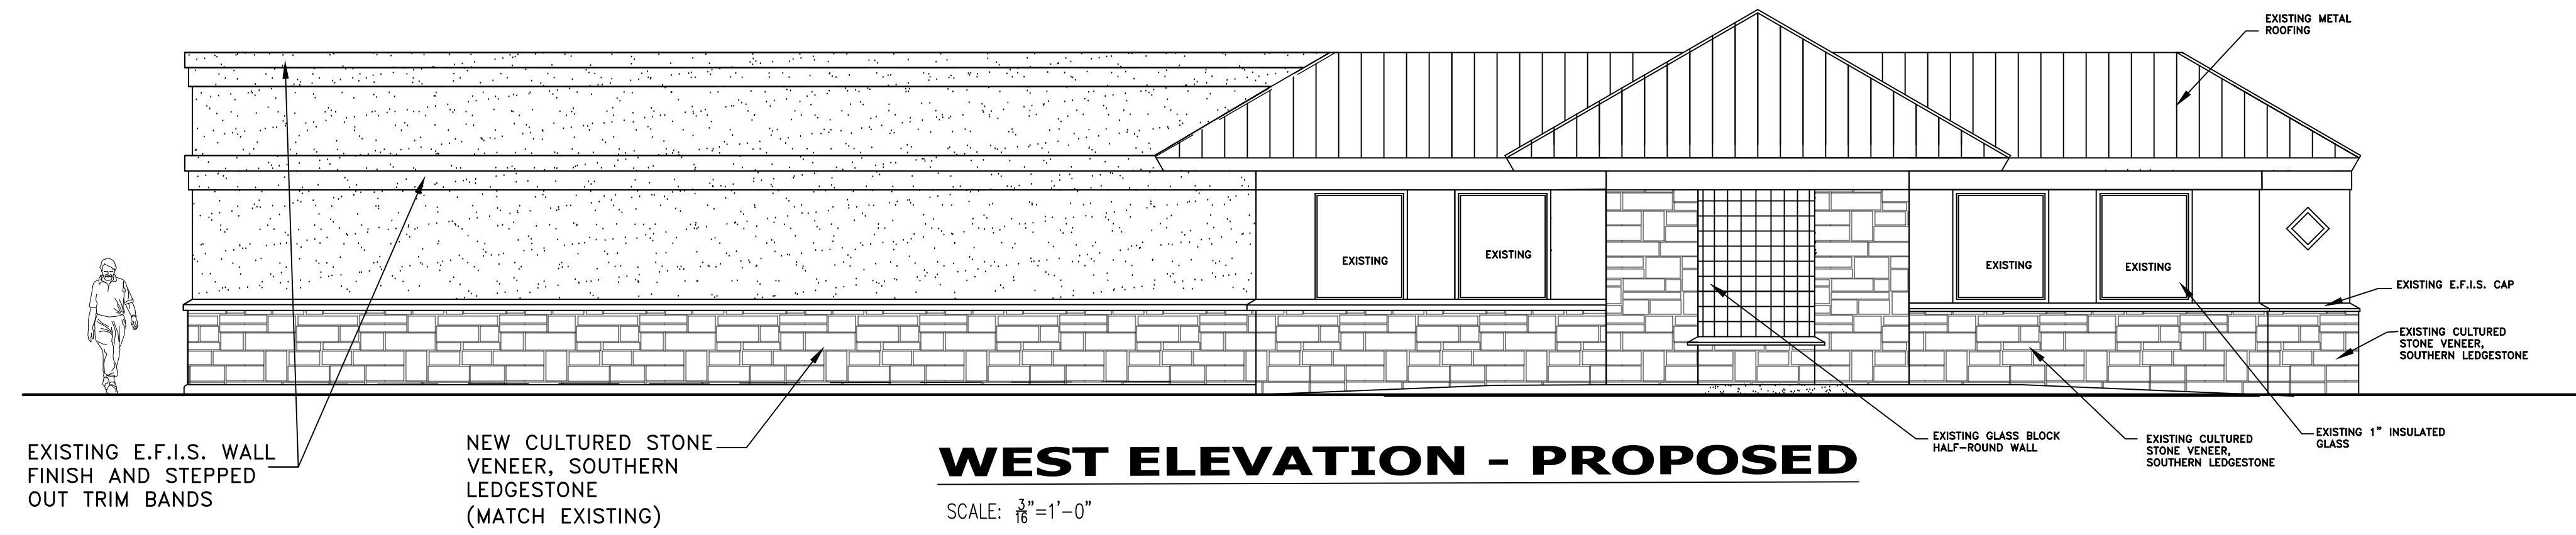 EXISTING METAL
ROOFING
EXISTING
EXISTING
EXISTING
EXISTING
EXISTING E.F.I.S. CAP
EXISTING CULTURED
STONE VENEER,
SOUTHERN LEDGESTONE
EXISTING E.F.I.S. WALL
FINISH AND STEPPED
OUT TRIM BANDS
NEW CULTURED STONE
VENEER, SOUTHERN
LEDGESTONE
(MATCH EXISTING)
WEST ELEVATION - PROPOSED
SCALE: 3/16"=1'-0"
EXISTING GLASS BLOCK
HALF-ROUND WALL
EXISTING CULTURED
STONE VENEER,
SOUTHERN LEDGESTONE
EXISTING 1" INSULATED
GLASS